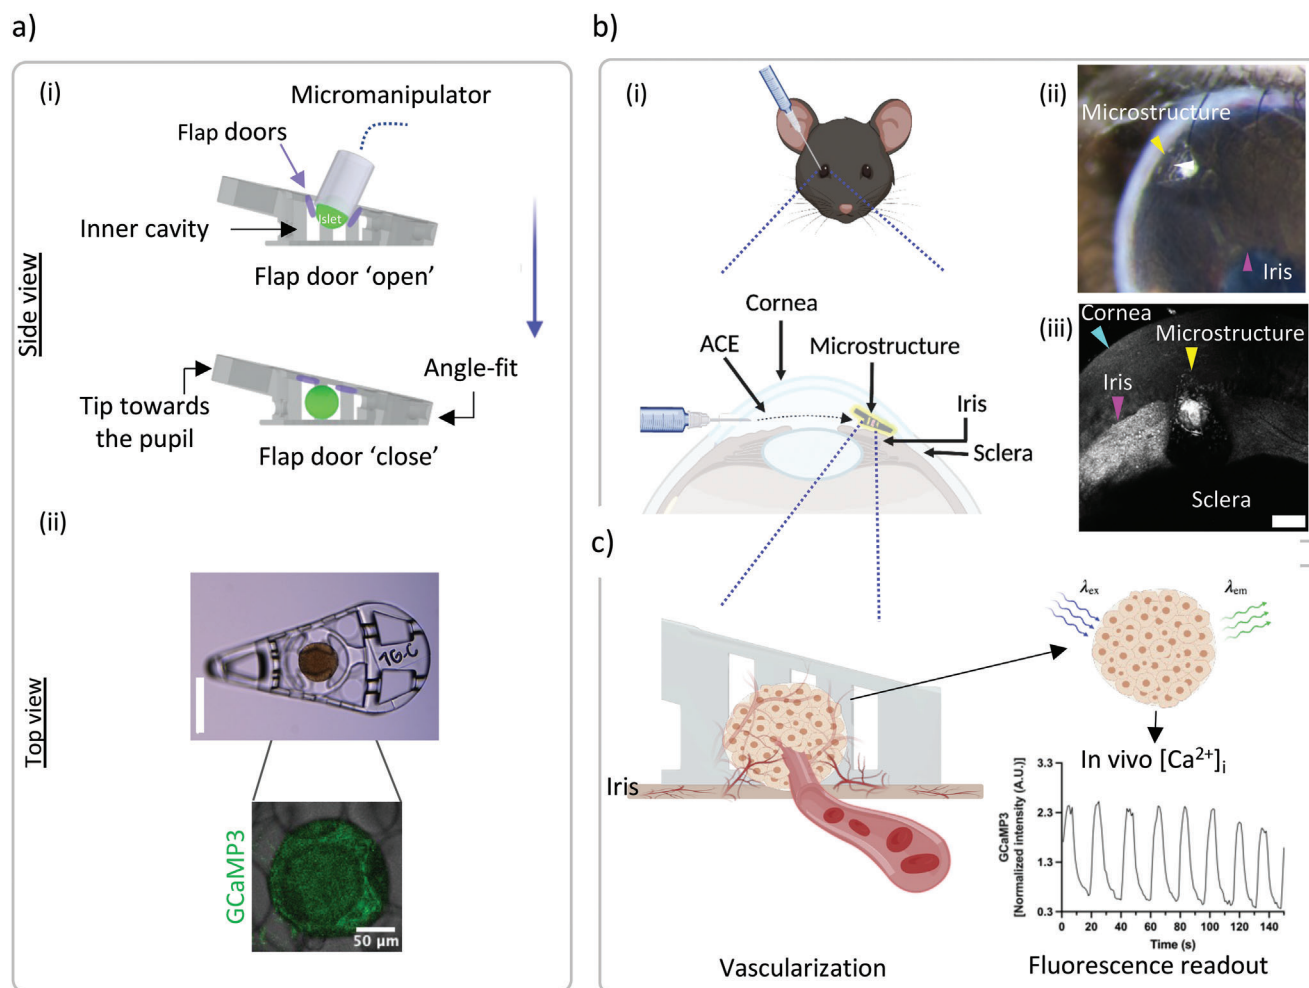 a)
(i)
Micromanipulator
Flap doors
Islet
Inner cavity
Flap door ‘open’
Side view
Angle-fit
Tip towards
the pupil
Flap door ‘close’
(ii)
Top view
16.C
GCaMP3
50 µm
b)
(i)
Cornea
ACE
Microstructure
Iris
Sclera
(ii)
Microstructure
Iris
(iii)
Cornea
Microstructure
Iris
Sclera
c)
Iris
Vascularization
λex
λem
In vivo [Ca²⁺]i
GCaMP3
[Normalized intensity (A.U.)]
3.3
2.3
1.3
0.3
0 20 40 60 80 100 120 140
Time (s)
Fluorescence readout